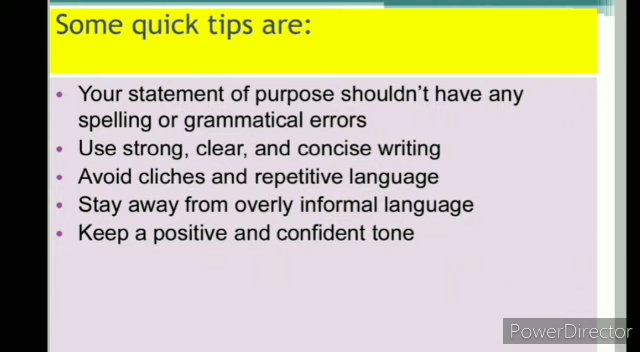 Some quick tips are:
• Your statement of purpose shouldn't have any
spelling or grammatical errors
• Use strong, clear, and concise writing
• Avoid cliches and repetitive language
• Stay away from overly informal language
• Keep a positive and confident tone
PowerDirector